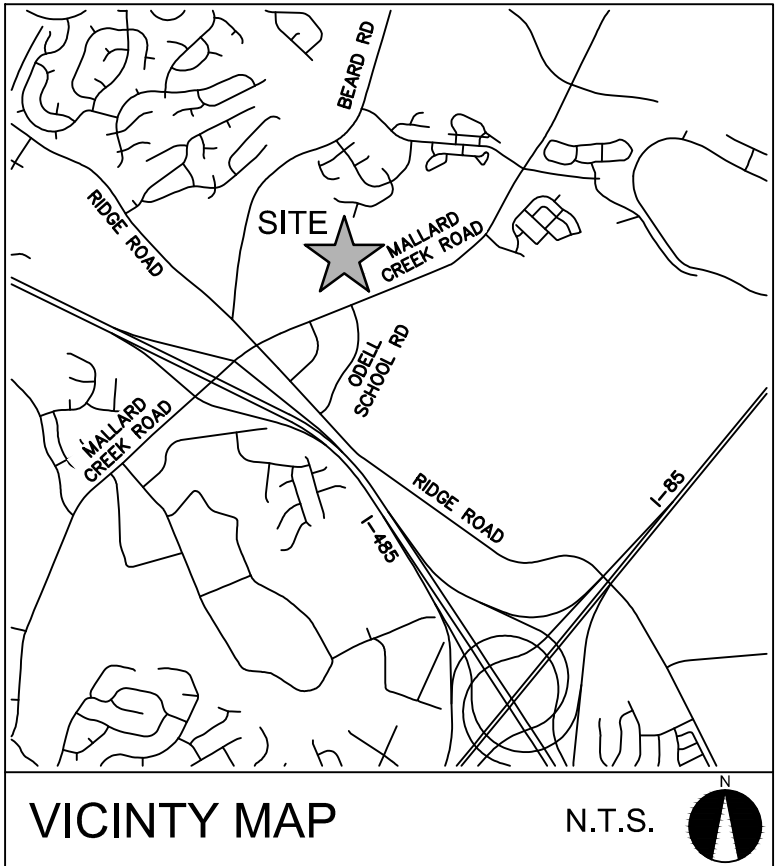 BEARD RD
RIDGE ROAD
SITE
MALLARD
CREEK ROAD
ODELL
SCHOOL RD
MALLARD
CREEK ROAD
RIDGE ROAD
I-85
I-485
VICINTY MAP
N.T.S.
N